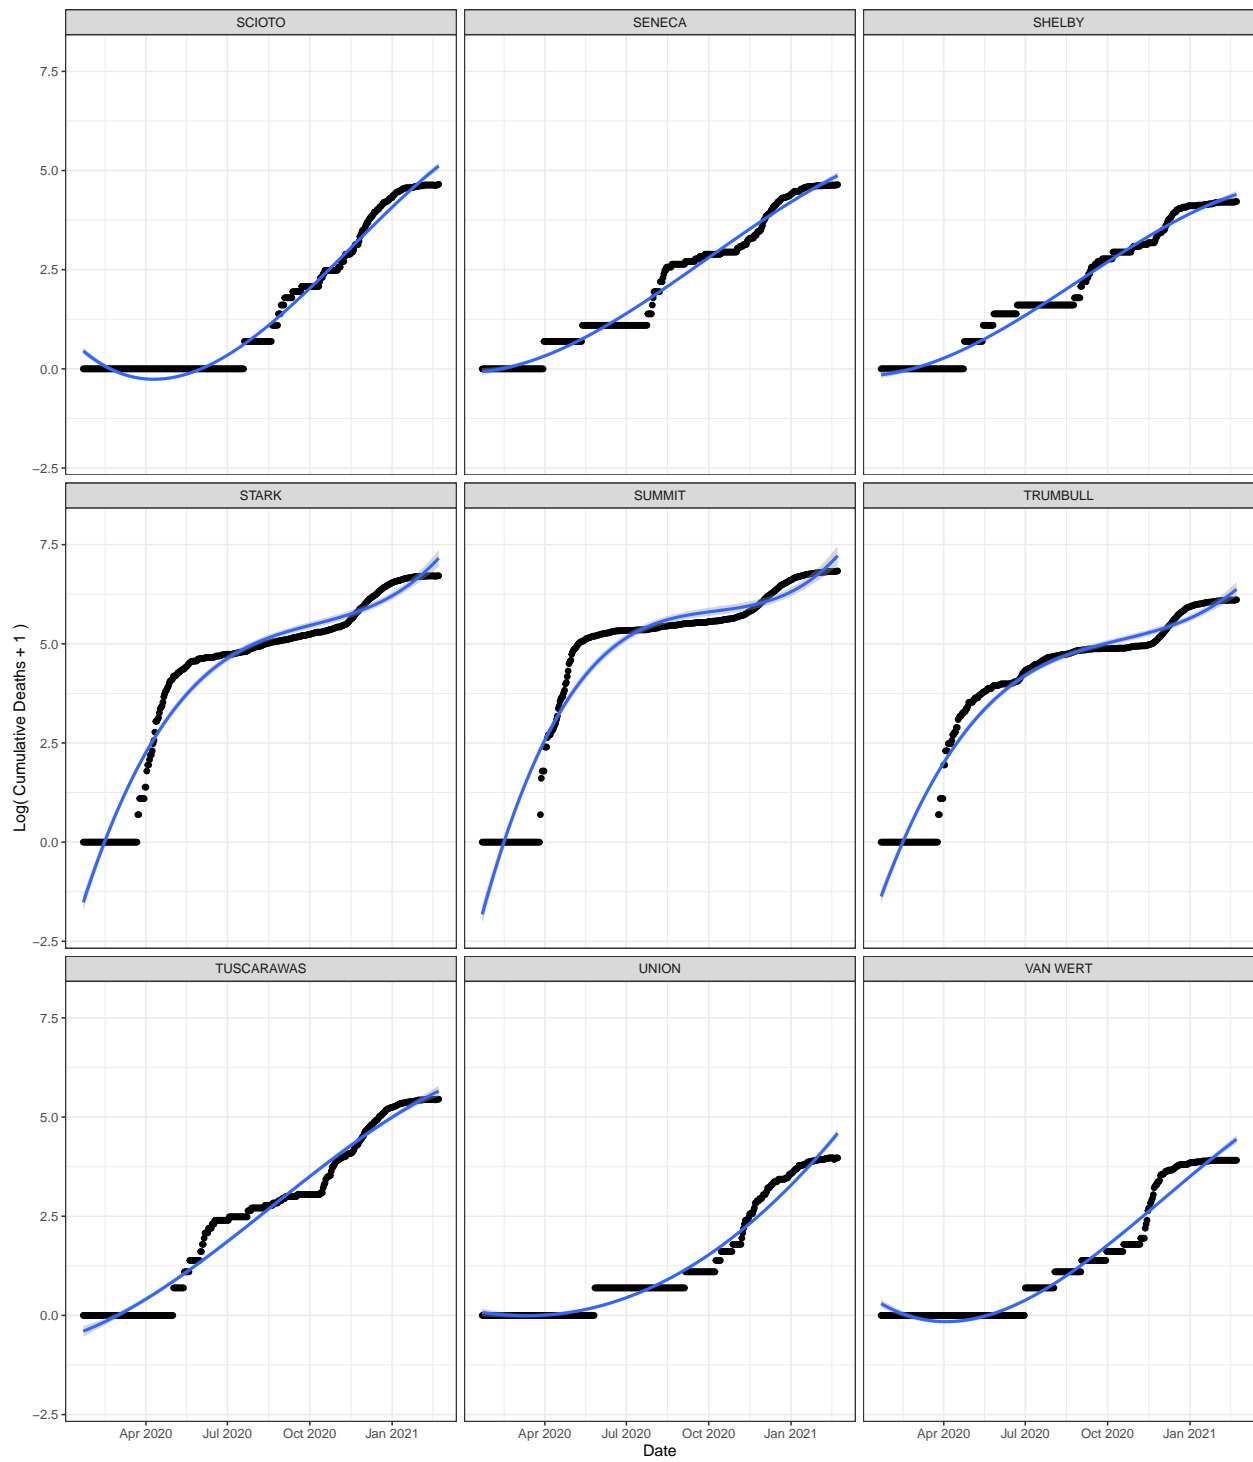 SCIOTO SENECA SHELBY
7.5
5.0
2.5
0.0
−2.5
STARK SUMMIT TRUMBULL
7.5
5.0
2.5
0.0
−2.5
Log( Cumulative Deaths + 1 )
TUSCARAWAS UNION VAN WERT
7.5
5.0
2.5
0.0
−2.5
Apr 2020 Jul 2020 Oct 2020 Jan 2021 Apr 2020 Jul 2020 Oct 2020 Jan 2021 Apr 2020 Jul 2020 Oct 2020 Jan 2021
Date